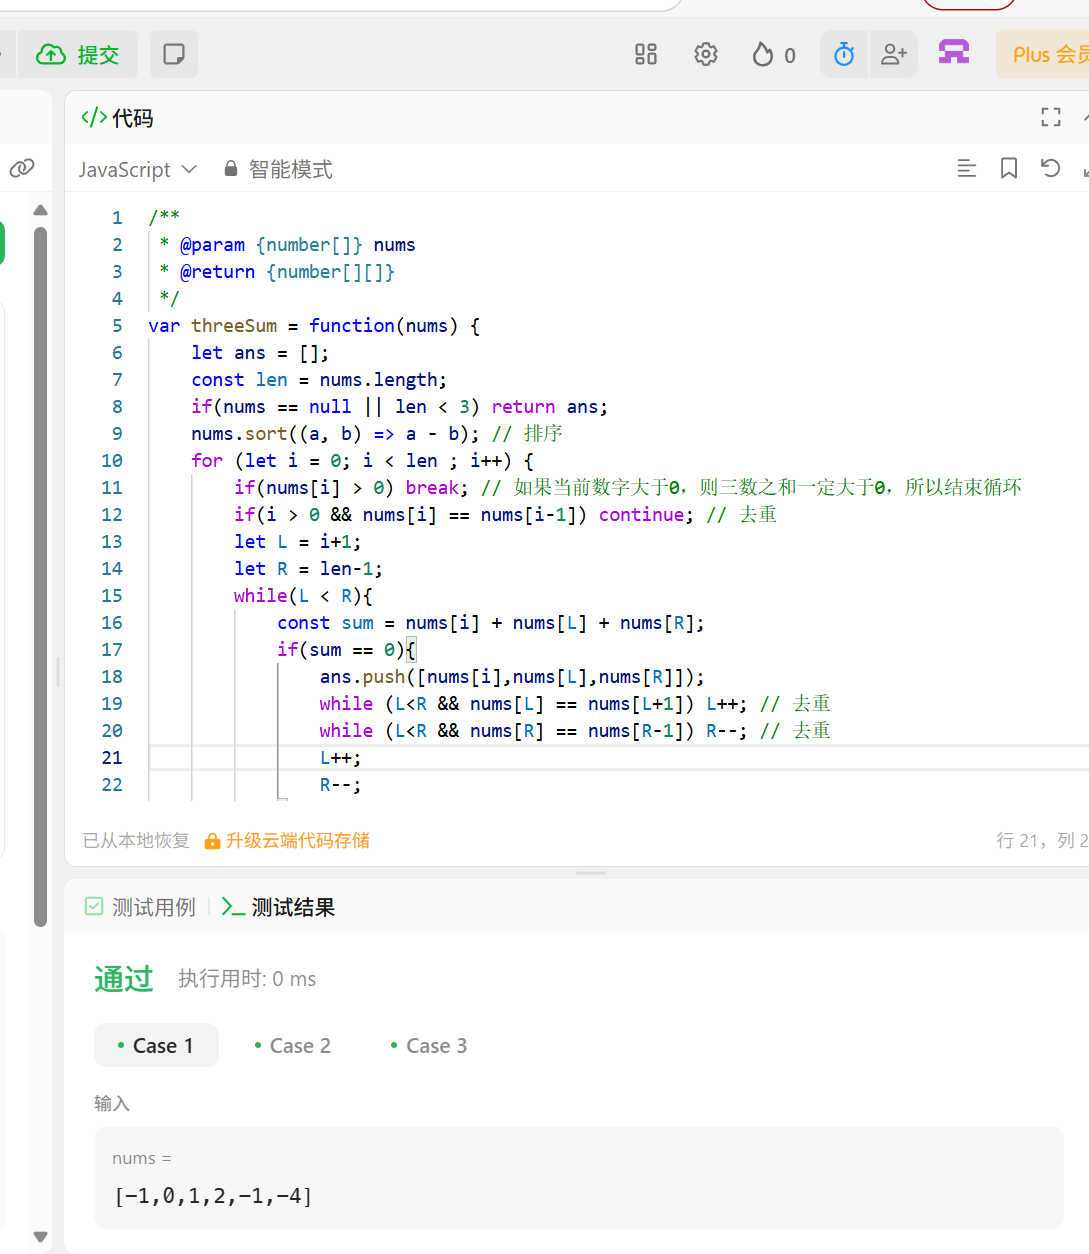 提交
0
Plus 会员
代码
JavaScript 智能模式
1 /**
2 * @param {number[]} nums
3 * @return {number[][]}
4 */
5 var threeSum = function(nums) {
6 let ans = [];
7 const len = nums.length;
8 if(nums == null || len < 3) return ans;
9 nums.sort((a, b) => a - b); // 排序
10 for (let i = 0; i < len ; i++) {
11 if(nums[i] > 0) break; // 如果当前数字大于0，则三数之和一定大于0，所以结束循环
12 if(i > 0 && nums[i] == nums[i-1]) continue; // 去重
13 let L = i+1;
14 let R = len-1;
15 while(L < R){
16 const sum = nums[i] + nums[L] + nums[R];
17 if(sum == 0){
18 ans.push([nums[i],nums[L],nums[R]]);
19 while (L<R && nums[L] == nums[L+1]) L++; // 去重
20 while (L<R && nums[R] == nums[R-1]) R--; // 去重
21 L++;
22 R--;
已从本地恢复 升级云端代码存储 行 21，列 2
测试用例 测试结果
通过 执行用时: 0 ms
Case 1 Case 2 Case 3
输入
nums =
[-1,0,1,2,-1,-4]